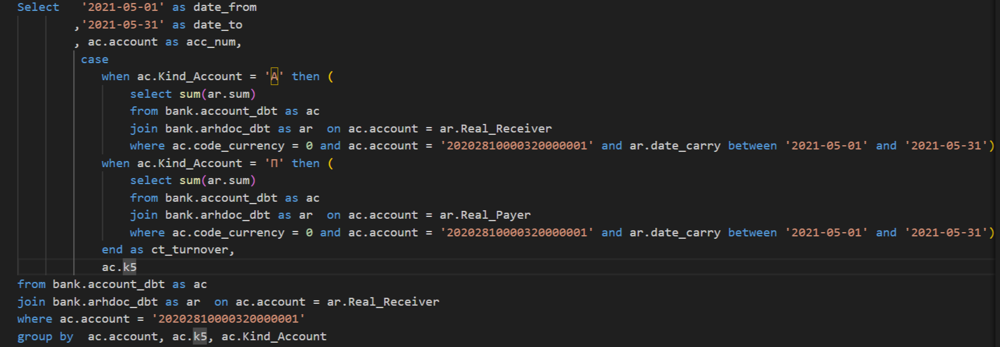 Select   '2021-05-01' as date_from
        ,'2021-05-31' as date_to
        , ac.account as acc_num,
         case
            when ac.Kind_Account = 'А' then (
                select sum(ar.sum)
                from bank.account_dbt as ac
                join bank.arhdoc_dbt as ar  on ac.account = ar.Real_Receiver
                where ac.code_currency = 0 and ac.account = '20202810000320000001' and ar.date_carry between '2021-05-01' and '2021-05-31')
            when ac.Kind_Account = 'П' then (
                select sum(ar.sum)
                from bank.account_dbt as ac
                join bank.arhdoc_dbt as ar  on ac.account = ar.Real_Payer
                where ac.code_currency = 0 and ac.account = '20202810000320000001' and ar.date_carry between '2021-05-01' and '2021-05-31')
            end as ct_turnover,
            ac.k5
from bank.account_dbt as ac
join bank.arhdoc_dbt as ar  on ac.account = ar.Real_Receiver
where ac.account = '20202810000320000001'
group by  ac.account, ac.k5, ac.Kind_Account